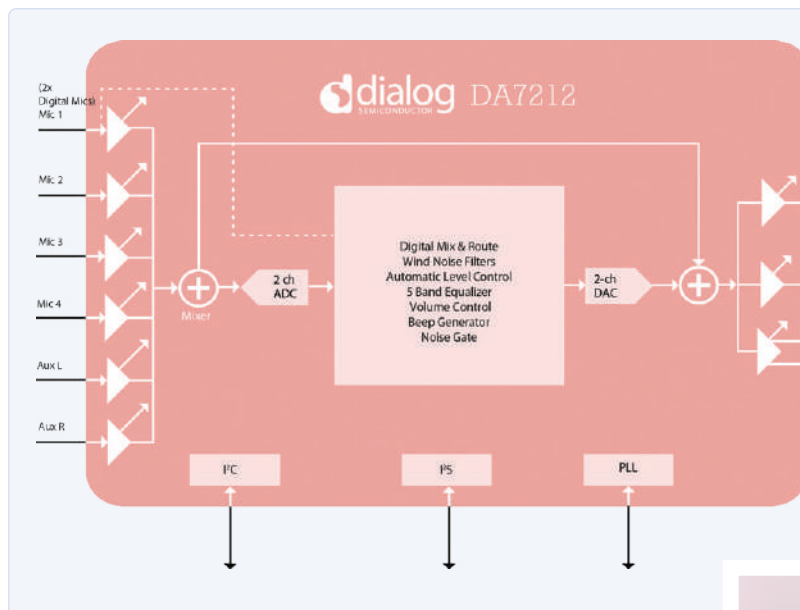 (2x
Digital Mics)
Mic 1
Mic 2
Mic 3
Mic 4
Aux L
Aux R
dialog DA7212
SEMICONDUCTOR
Mixer
2 ch
ADC
Digital Mix & Route
Wind Noise Filters
Automatic Level Control
5 Band Equalizer
Volume Control
Beep Generator
Noise Gate
2-ch
DAC
I²C
I²S
PLL